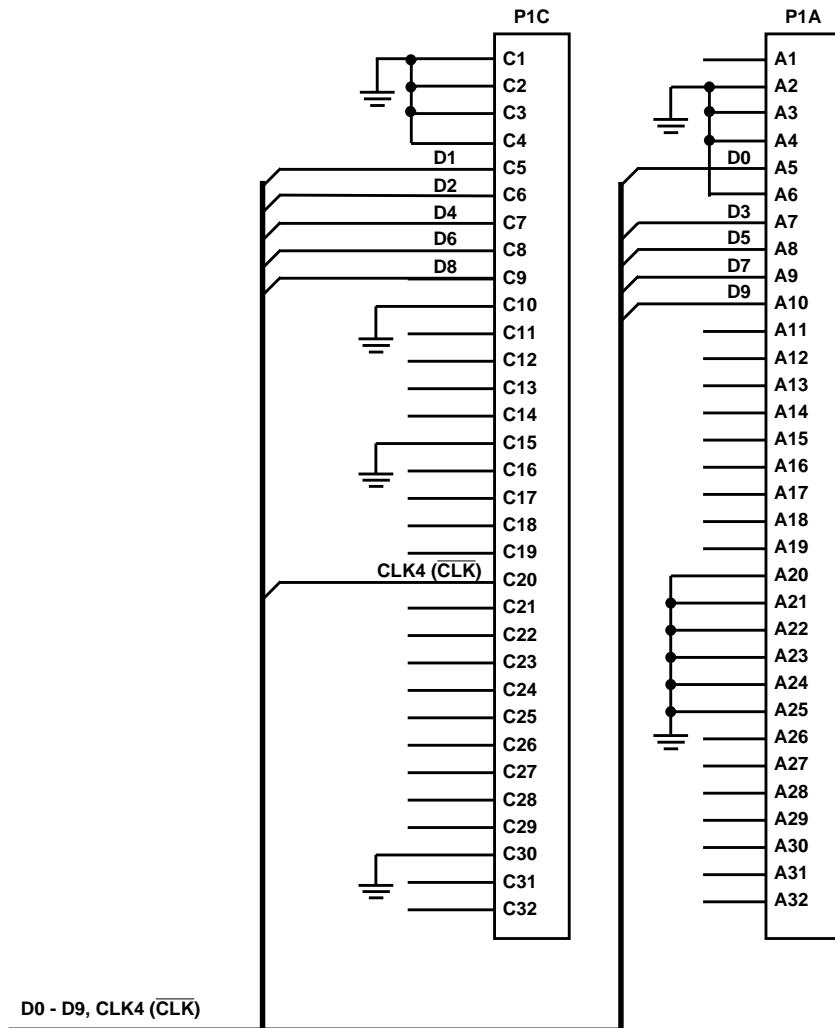 P1C
C1
C2
C3
C4
D1
C5
D2
C6
D4
C7
D6
C8
D8
C9
C10
C11
C12
C13
C14
C15
C16
C17
C18
C19
CLK4 (C̅L̅K̅)
C20
C21
C22
C23
C24
C25
C26
C27
C28
C29
C30
C31
C32
P1A
A1
A2
A3
A4
D0
A5
A6
D3
A7
D5
A8
D7
A9
D9
A10
A11
A12
A13
A14
A15
A16
A17
A18
A19
A20
A21
A22
A23
A24
A25
A26
A27
A28
A29
A30
A31
A32
D0 - D9, CLK4 (C̅L̅K̅)